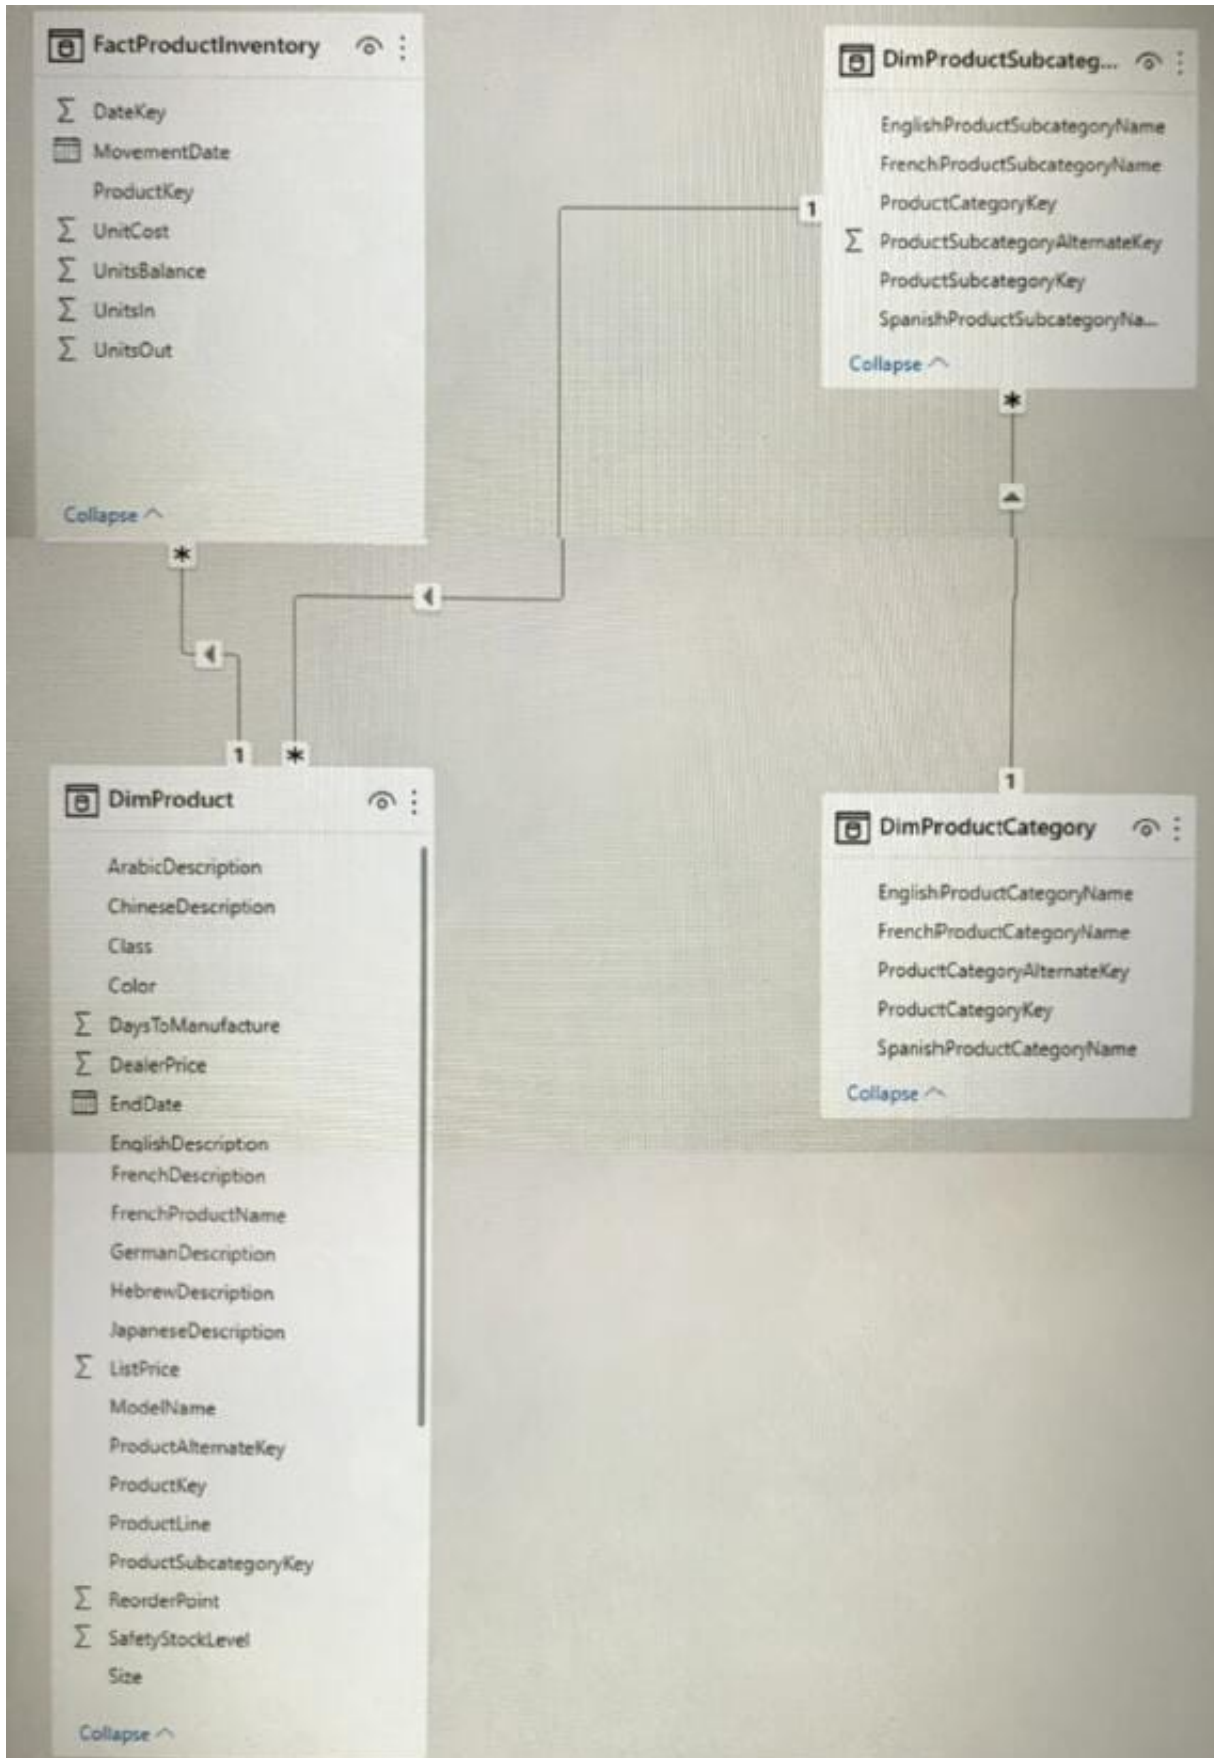 FactProductInventory
DateKey
MovementDate
ProductKey
UnitCost
UnitsBalance
UnitsIn
UnitsOut
Collapse
*
DimProductSubcateg...
EnglishProductSubcategoryName
FrenchProductSubcategoryName
ProductCategoryKey
ProductSubcategoryAlternateKey
ProductSubcategoryKey
SpanishProductSubcategoryNa...
Collapse
1
*
1
*
1
DimProduct
ArabicDescription
ChineseDescription
Class
Color
DaysToManufacture
DealerPrice
EndDate
EnglishDescription
FrenchDescription
FrenchProductName
GermanDescription
HebrewDescription
JapaneseDescription
ListPrice
ModelName
ProductAlternateKey
ProductKey
ProductLine
ProductSubcategoryKey
ReorderPoint
SafetyStockLevel
Size
Collapse
DimProductCategory
EnglishProductCategoryName
FrenchProductCategoryName
ProductCategoryAlternateKey
ProductCategoryKey
SpanishProductCategoryName
Collapse